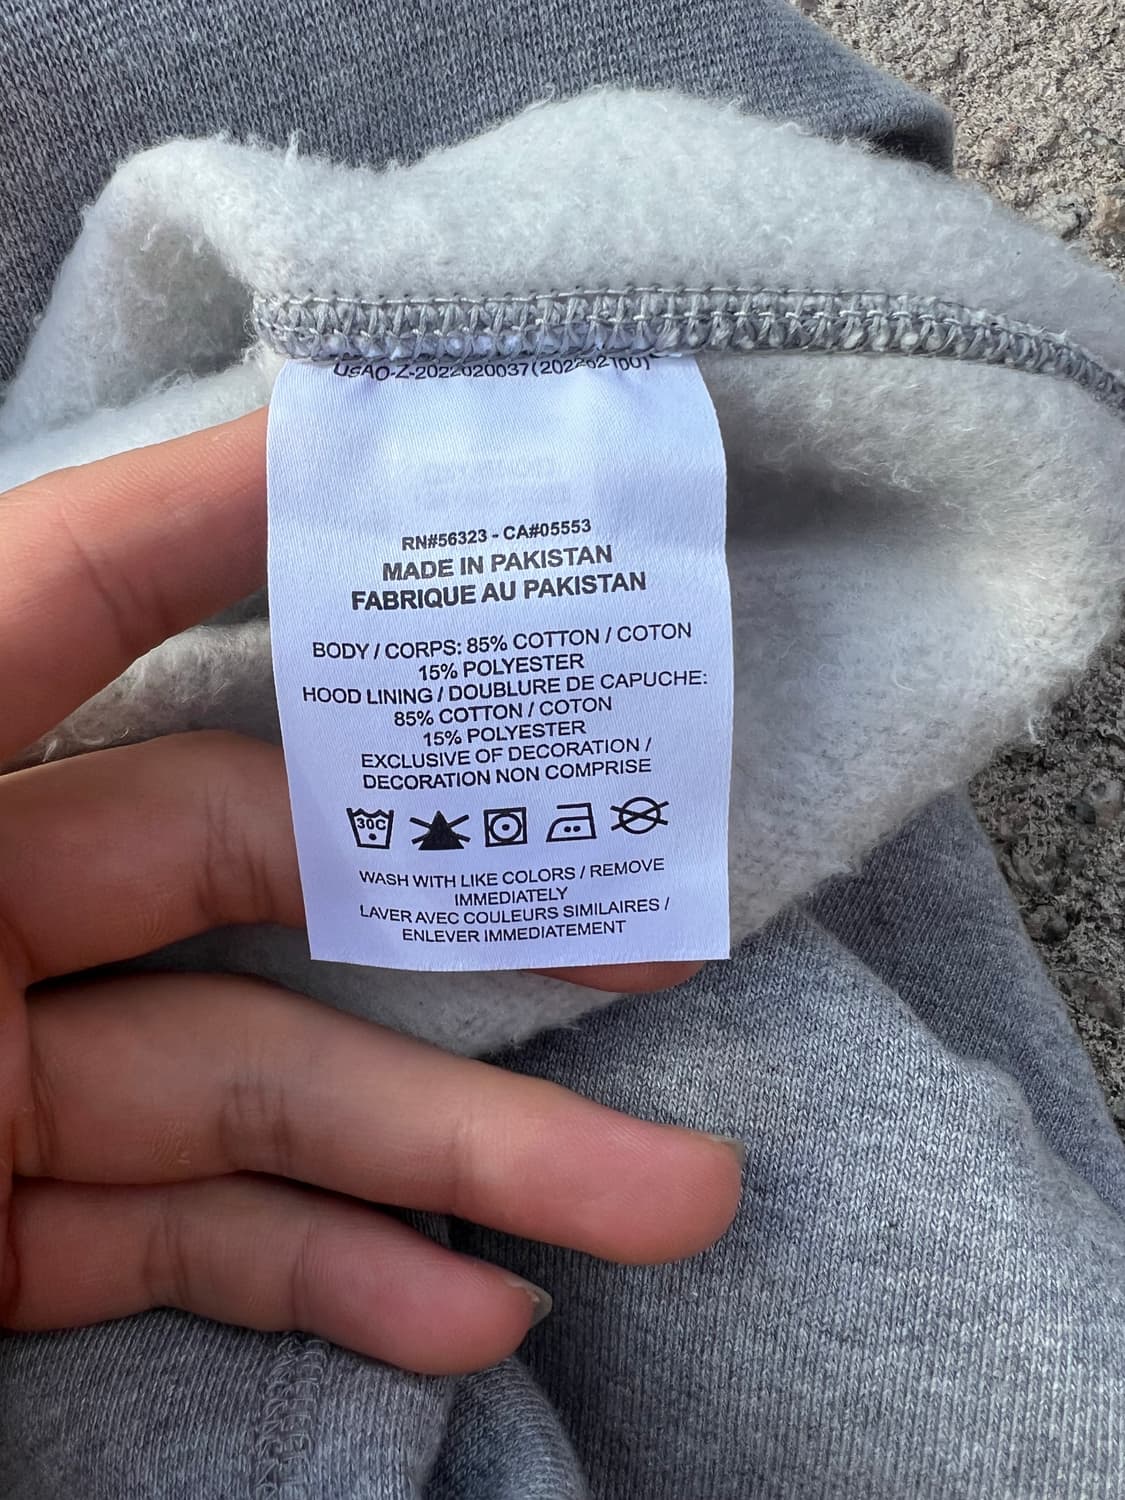 RN#56323 - CA#05553
MADE IN PAKISTAN
FABRIQUE AU PAKISTAN
BODY / CORPS: 85% COTTON / COTON
15% POLYESTER
HOOD LINING / DOUBLURE DE CAPUCHE:
85% COTTON / COTON
15% POLYESTER
EXCLUSIVE OF DECORATION /
DECORATION NON COMPRISE
30C
WASH WITH LIKE COLORS / REMOVE
IMMEDIATELY
LAVER AVEC COULEURS SIMILAIRES /
ENLEVER IMMEDIATEMENT